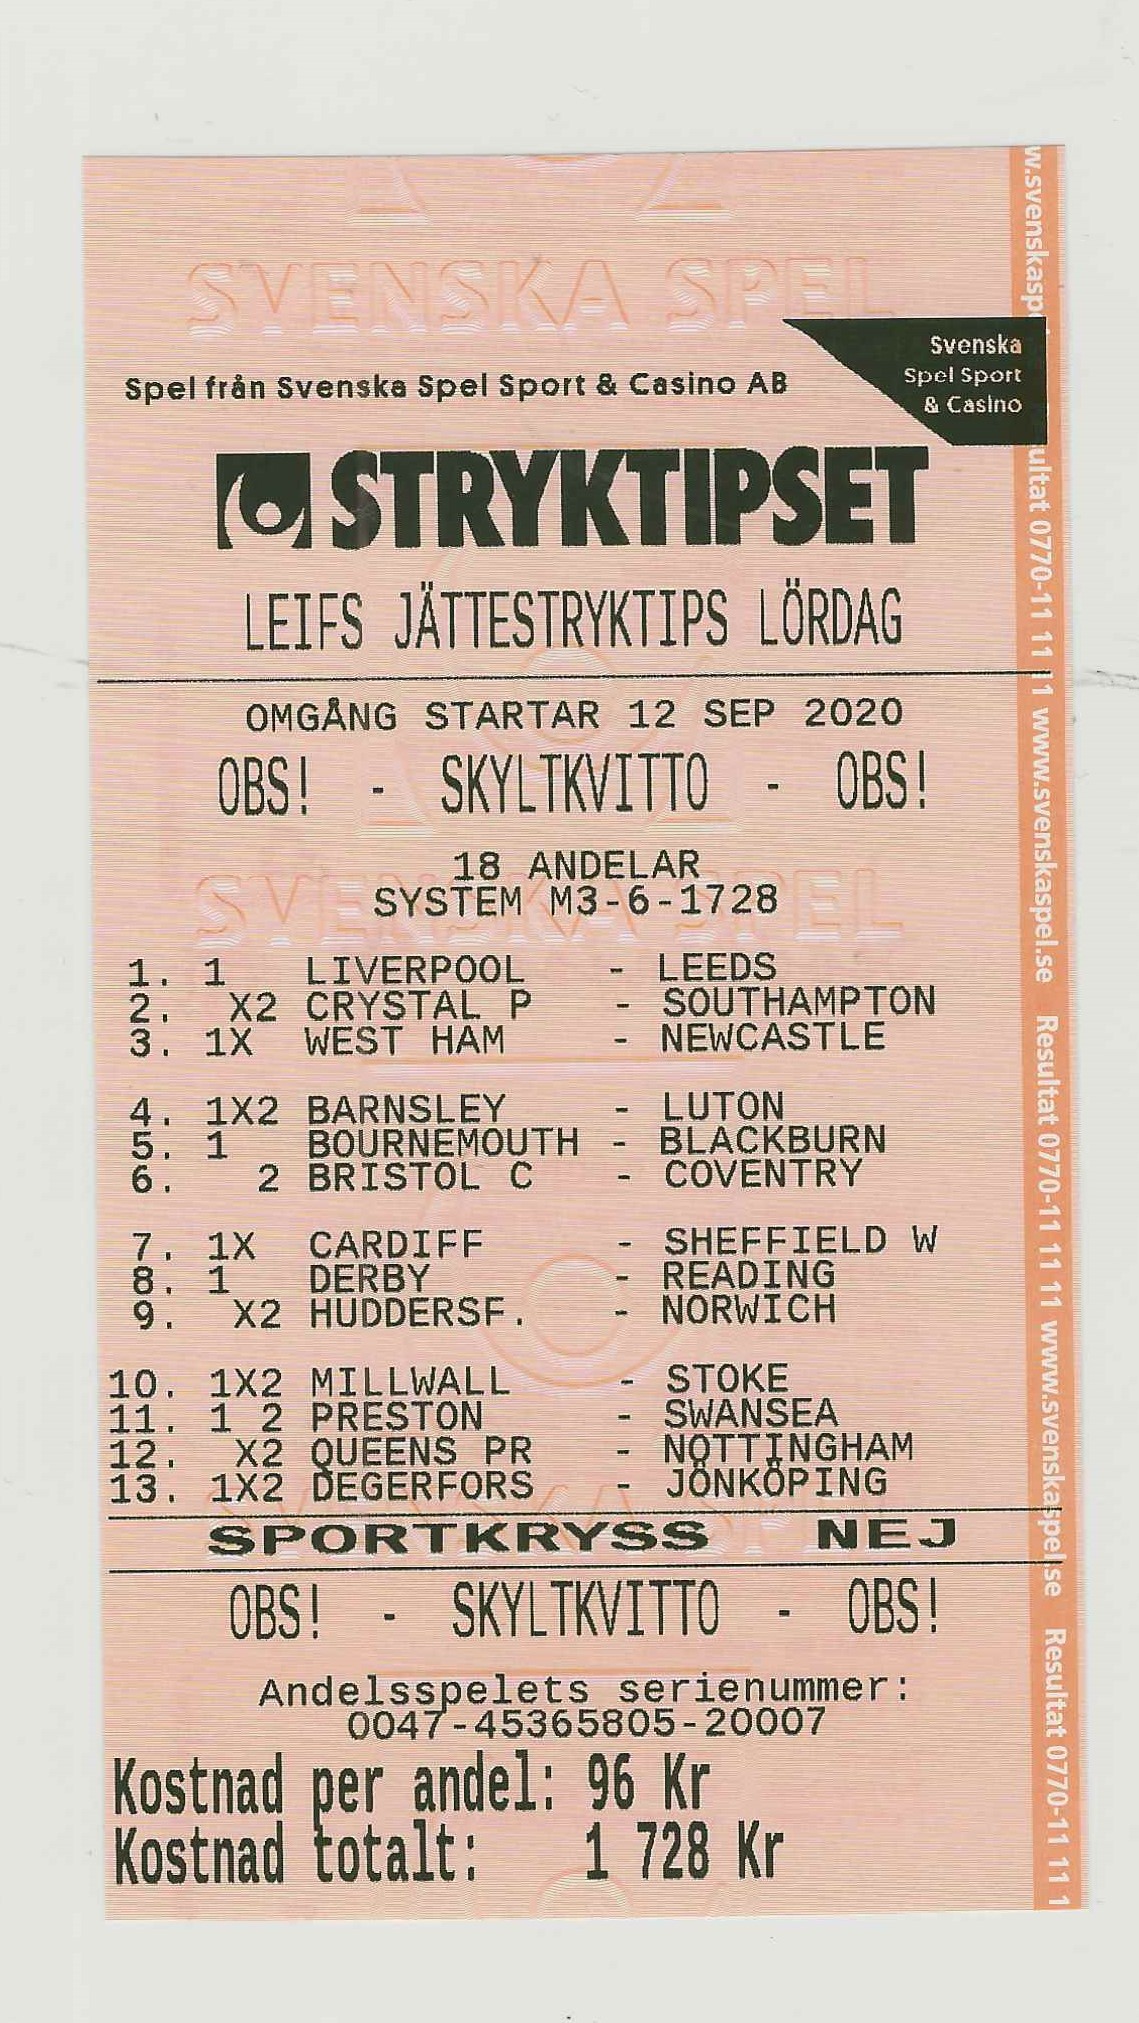 SVENSKA SPEL
Svenska
Spel Sport
& Casino
Spel från Svenska Spel Sport & Casino AB
STRYKTIPSET
LEIFS JÄTTESTRYKTIPS LÖRDAG
OMGÅNG STARTAR 12 SEP 2020
OBS! - SKYLTKVITTO - OBS!
18 ANDELAR
SVENSKA SPEL
SYSTEM M3-6-1728
1. 1 LIVERPOOL - LEEDS
2. X2 CRYSTAL P - SOUTHAMPTON
3. 1X WEST HAM - NEWCASTLE
4. 1X2 BARNSLEY - LUTON
5. 1 BOURNEMOUTH - BLACKBURN
6. 2 BRISTOL C - COVENTRY
7. 1X CARDIFF - SHEFFIELD W
8. 1 DERBY - READING
9. X2 HUDDERSF. - NORWICH
10. 1X2 MILLWALL - STOKE
11. 1 2 PRESTON - SWANSEA
12. X2 QUEENS PR - NOTTINGHAM
13. 1X2 DEGERFORS - JÖNKÖPING
SPORTKRYSS NEJ
OBS! - SKYLTKVITTO - OBS!
Andelsspelets serienummer:
0047-45365805-20007
Kostnad per andel: 96 Kr
Kostnad totalt: 1 728 Kr
w.svenskaspe ultat 0770-11 11 11 www.svenskaspel.se Resultat 0770-11 11 11 www.svenskaspel.se Resultat 0770-11 11 1